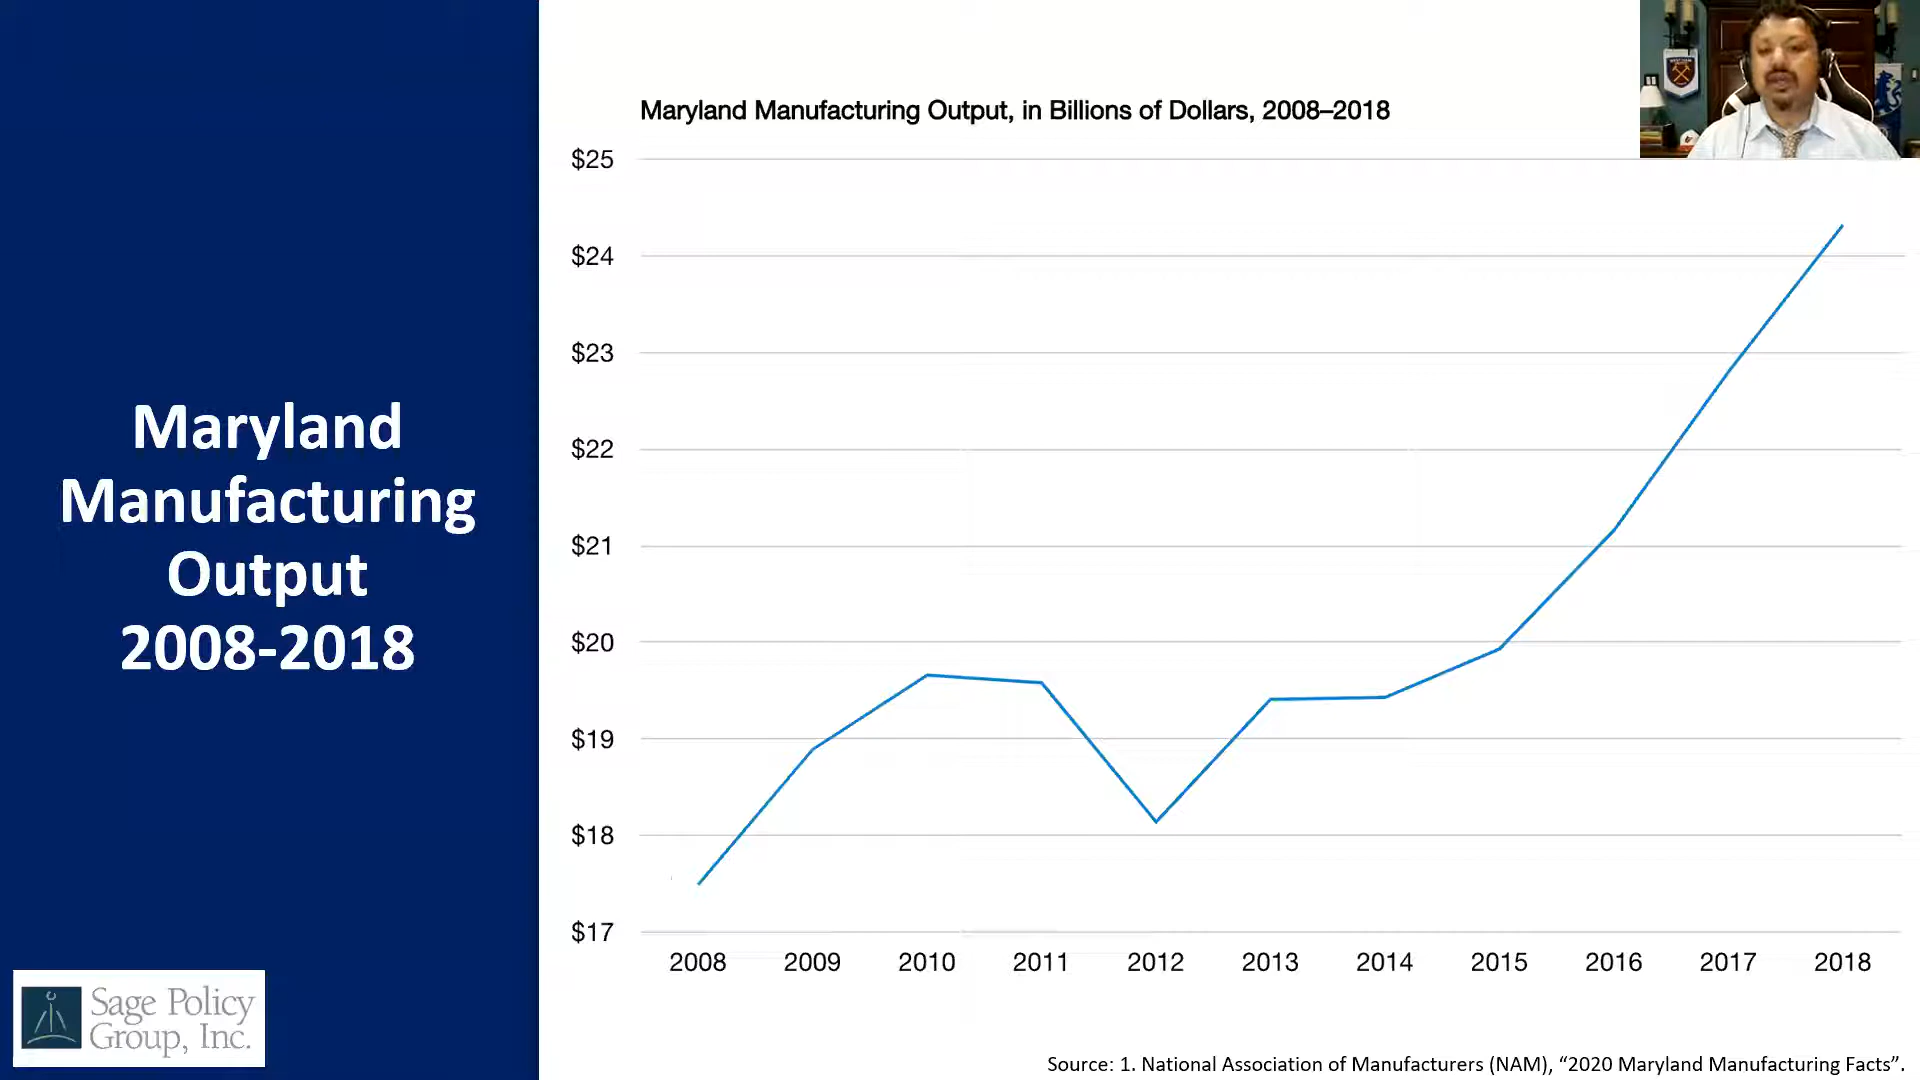 Maryland
Manufacturing
Output
2008-2018
Sage Policy
Group, Inc.
Maryland Manufacturing Output, in Billions of Dollars, 2008–2018
$25
$24
$23
$22
$21
$20
$19
$18
$17
2008 2009 2010 2011 2012 2013 2014 2015 2016 2017 2018
Source: 1. National Association of Manufacturers (NAM), “2020 Maryland Manufacturing Facts”.